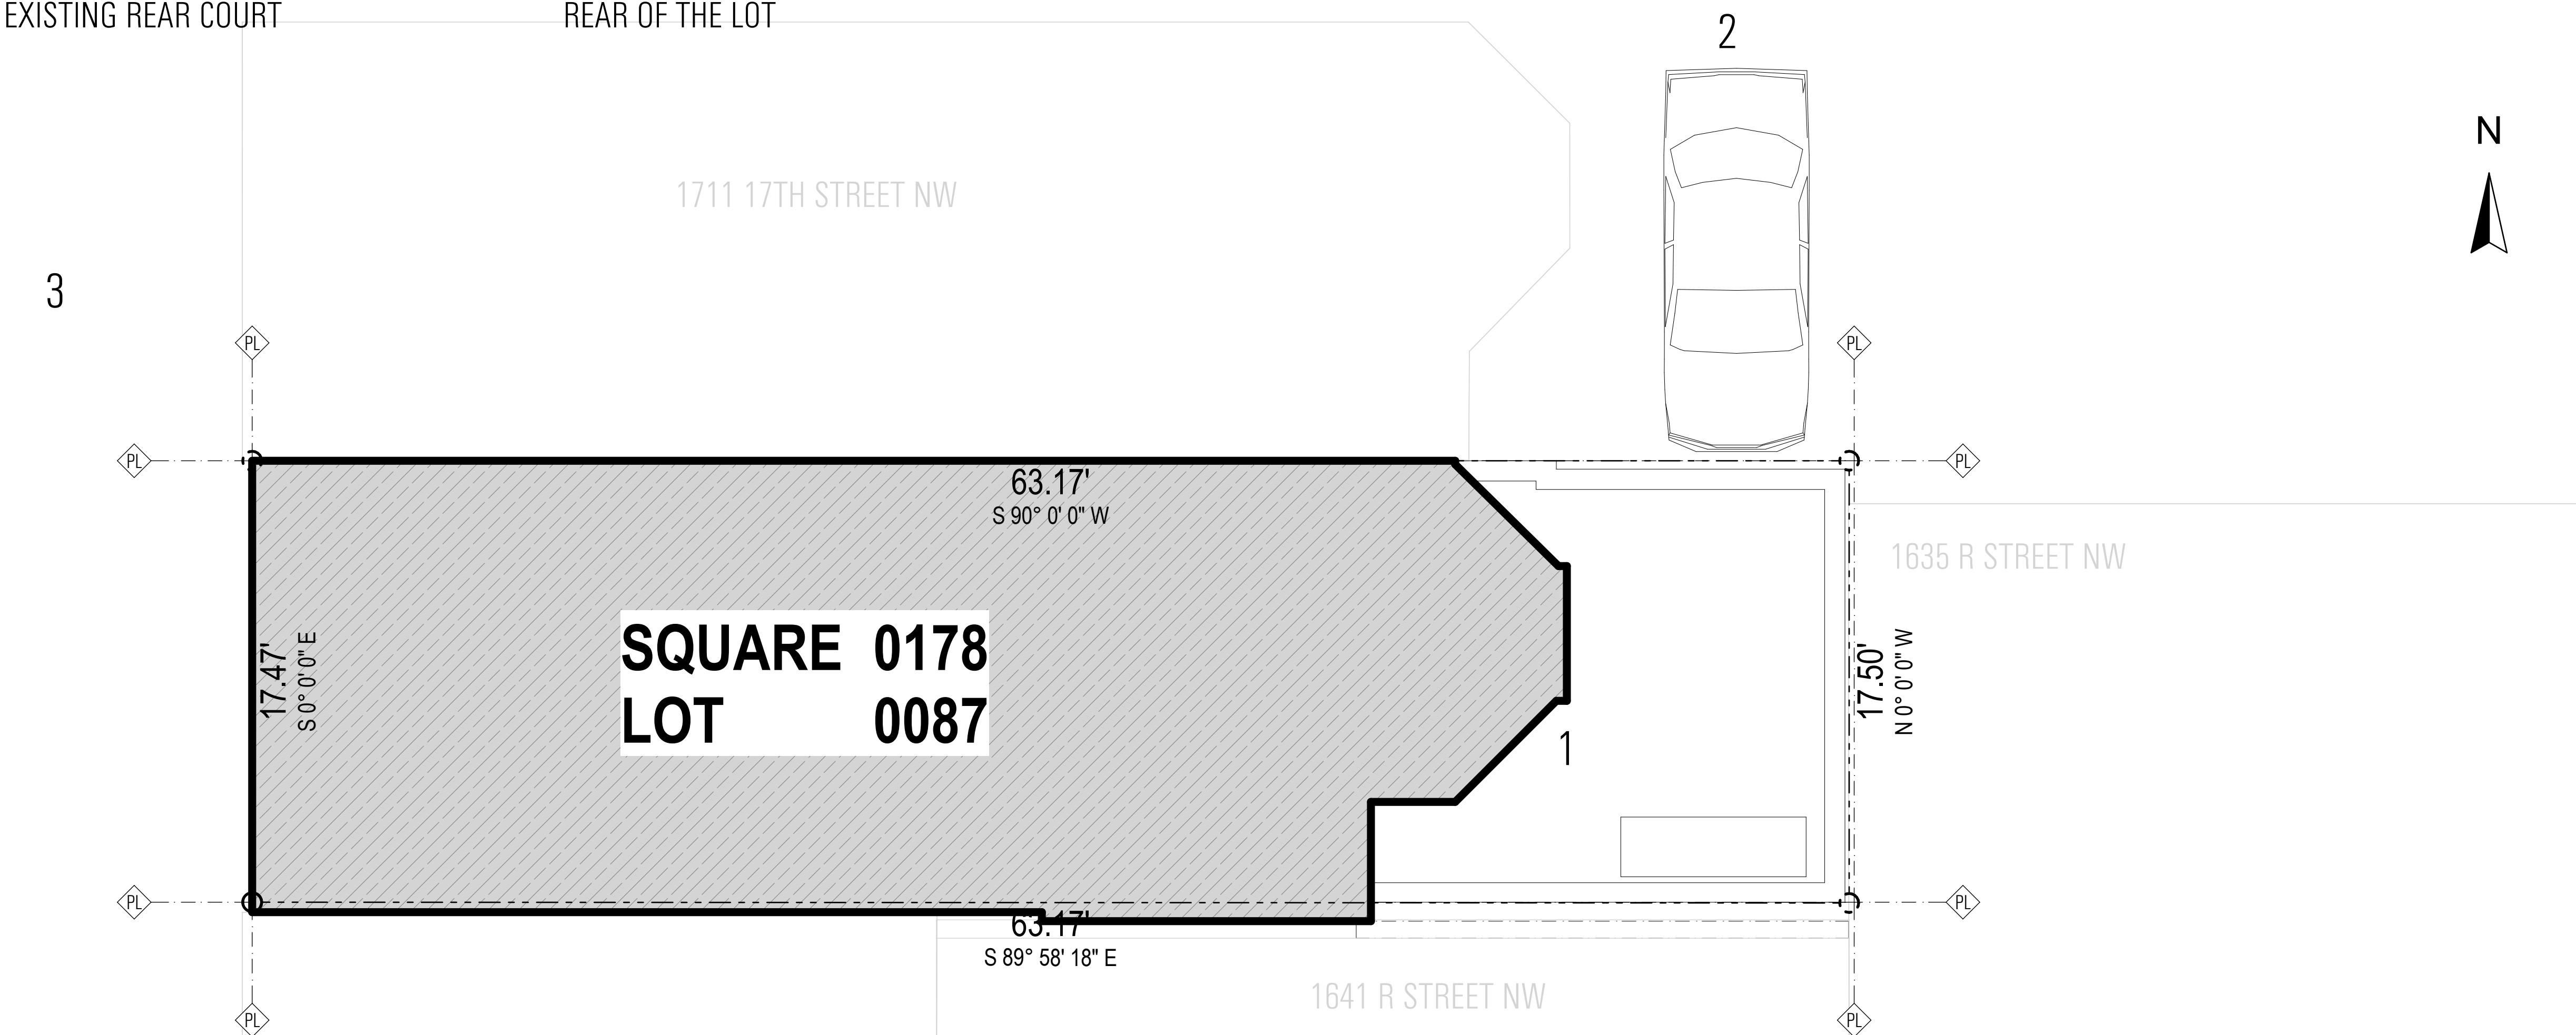 EXISTING REAR COURT
REAR OF THE LOT
2
N
1711 17TH STREET NW
3
PL
PL
PL
PL
63.17'
S 90° 0' 0" W
1635 R STREET NW
SQUARE 0178
LOT 0087
17.47'
S 0° 0' 0" E
17.50'
N 0° 0' 0" W
1
PL
PL
63.17'
S 89° 58' 18" E
1641 R STREET NW
PL
PL